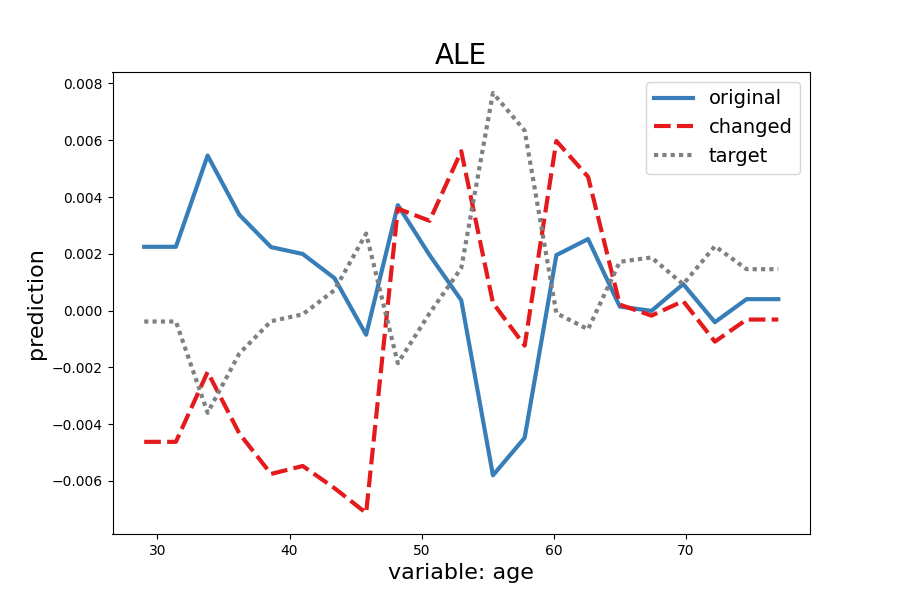 ALE
0.008
0.006
0.004
0.002
0.000
−0.002
−0.004
−0.006
prediction
30 40 50 60 70
variable: age
original
changed
target